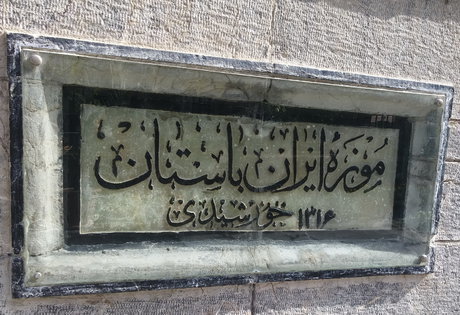 موزهٔ ایران باستان
۱۳۱۶ خورشیدی